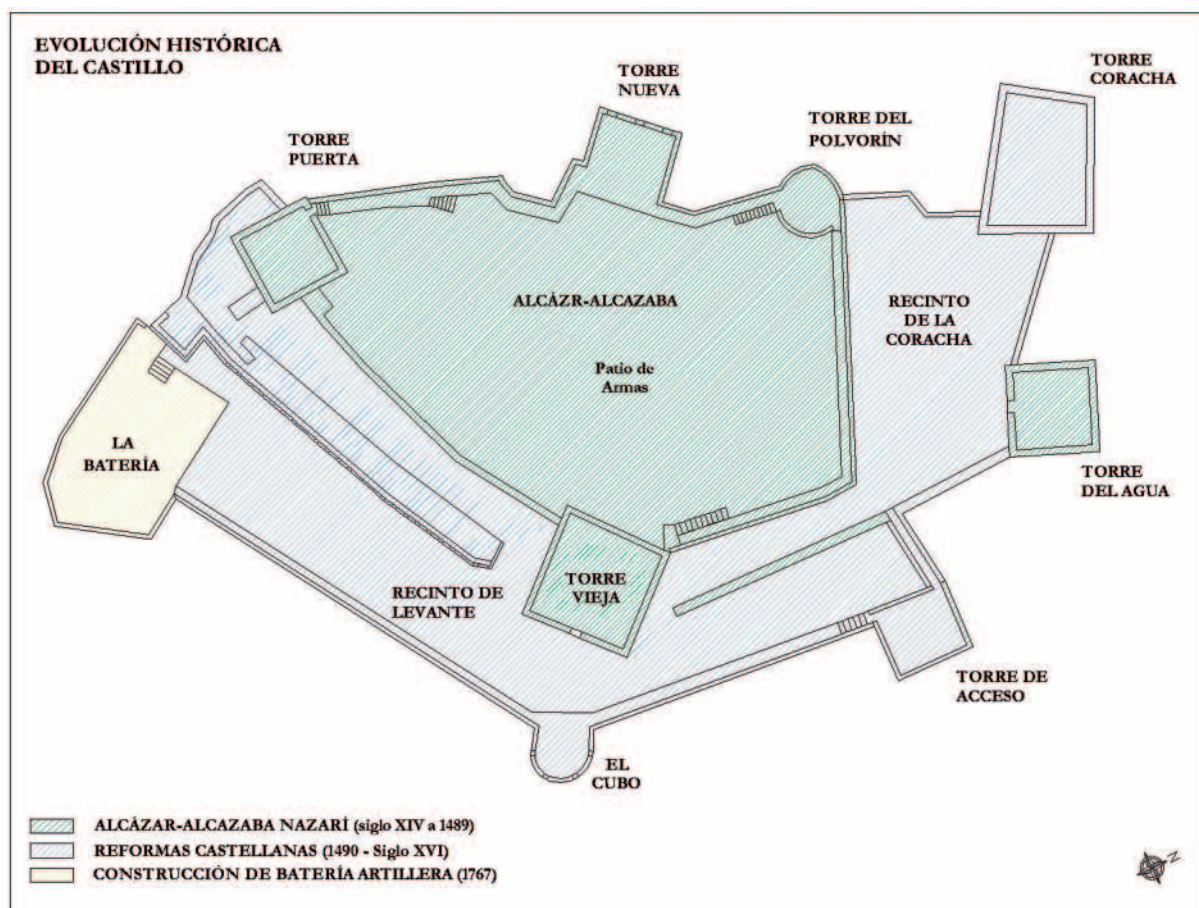 EVOLUCIÓN HISTÓRICA
DEL CASTILLO
TORRE
NUEVA
TORRE
CORACHA
TORRE DEL
POLVORÍN
TORRE
PUERTA
ALCÁZR-ALCAZABA
RECINTO
DE LA
CORACHA
Patio de
Armas
LA
BATERÍA
TORRE
DEL AGUA
TORRE
VIEJA
RECINTO DE
LEVANTE
TORRE DE
ACCESO
EL
CUBO
ALCÁZAR-ALCAZABA NAZARÍ (siglo XIV a 1489)
REFORMAS CASTELLANAS (1490 - Siglo XVI)
CONSTRUCCIÓN DE BATERÍA ARTILLERA (1767)
N